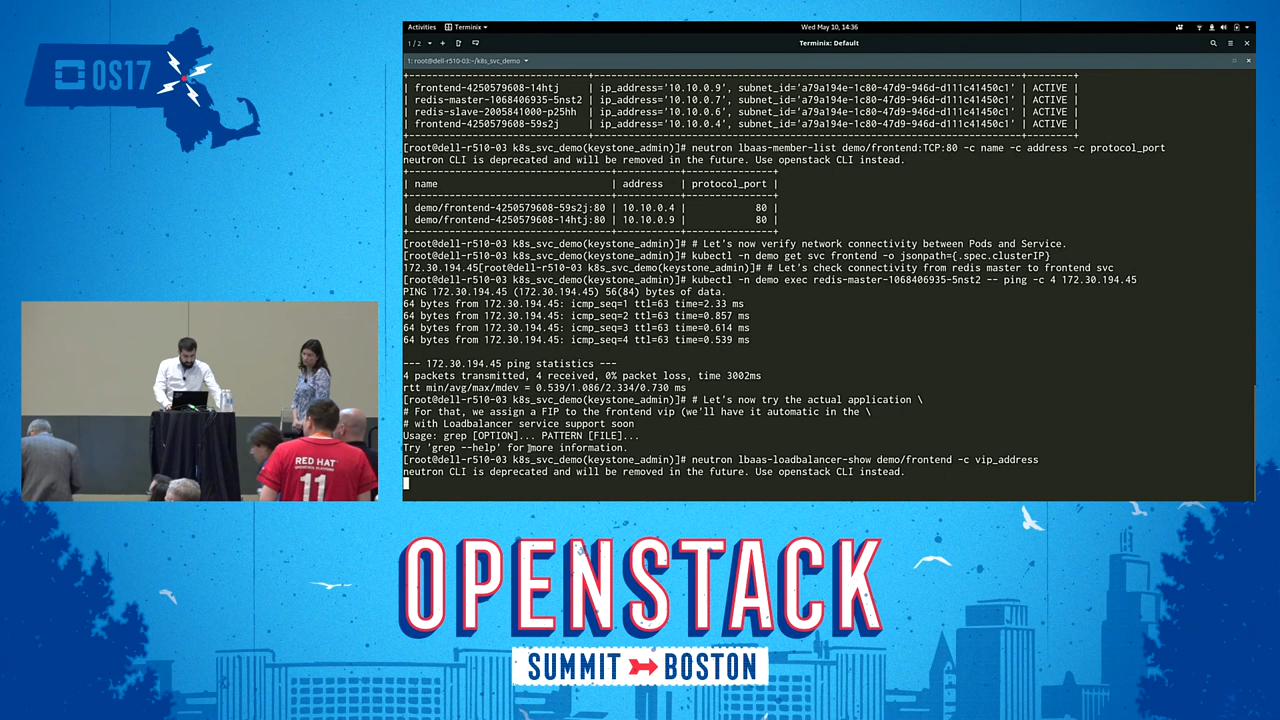 OS17
Activities Terminix Wed May 10, 14:36
1 / 2 + Terminix: Default
1: root@dell-r510-03:~/k8s_svc_demo
+-------------------------------+------------------------------------------------------------------------+--------+
| frontend-4250579608-14htj | ip_address='10.10.0.9', subnet_id='a79a194e-1c80-47d9-946d-d111c41450c1' | ACTIVE |
| redis-master-1068406935-5nst2 | ip_address='10.10.0.7', subnet_id='a79a194e-1c80-47d9-946d-d111c41450c1' | ACTIVE |
| redis-slave-2005841000-p25hh | ip_address='10.10.0.6', subnet_id='a79a194e-1c80-47d9-946d-d111c41450c1' | ACTIVE |
| frontend-4250579608-59s2j | ip_address='10.10.0.4', subnet_id='a79a194e-1c80-47d9-946d-d111c41450c1' | ACTIVE |
+-------------------------------+------------------------------------------------------------------------+--------+
[root@dell-r510-03 k8s_svc_demo(keystone_admin)]# neutron lbaas-member-list demo/frontend:TCP:80 -c name -c address -c protocol_port
neutron CLI is deprecated and will be removed in the future. Use openstack CLI instead.
+----------------------------------+-----------+---------------+
| name | address | protocol_port |
+----------------------------------+-----------+---------------+
| demo/frontend-4250579608-59s2j:80 | 10.10.0.4 | 80 |
| demo/frontend-4250579608-14htj:80 | 10.10.0.9 | 80 |
+----------------------------------+-----------+---------------+
[root@dell-r510-03 k8s_svc_demo(keystone_admin)]# # Let's now verify network connectivity between Pods and Service.
[root@dell-r510-03 k8s_svc_demo(keystone_admin)]# kubectl -n demo get svc frontend -o jsonpath={.spec.clusterIP}
172.30.194.45[root@dell-r510-03 k8s_svc_demo(keystone_admin)]# # Let's check connectivity from redis master to frontend svc
[root@dell-r510-03 k8s_svc_demo(keystone_admin)]# kubectl -n demo exec redis-master-1068406935-5nst2 -- ping -c 4 172.30.194.45
PING 172.30.194.45 (172.30.194.45) 56(84) bytes of data.
64 bytes from 172.30.194.45: icmp_seq=1 ttl=63 time=2.33 ms
64 bytes from 172.30.194.45: icmp_seq=2 ttl=63 time=0.857 ms
64 bytes from 172.30.194.45: icmp_seq=3 ttl=63 time=0.614 ms
64 bytes from 172.30.194.45: icmp_seq=4 ttl=63 time=0.539 ms
--- 172.30.194.45 ping statistics ---
4 packets transmitted, 4 received, 0% packet loss, time 3002ms
rtt min/avg/max/mdev = 0.539/1.086/2.334/0.730 ms
[root@dell-r510-03 k8s_svc_demo(keystone_admin)]# # Let's now try the actual application \
# For that, we assign a FIP to the frontend vip (we'll have it automatic in the \
# with Loadbalancer service support soon
Usage: grep [OPTION]... PATTERN [FILE]...
Try 'grep --help' for more information.
[root@dell-r510-03 k8s_svc_demo(keystone_admin)]# neutron lbaas-loadbalancer-show demo/frontend -c vip_address
neutron CLI is deprecated and will be removed in the future. Use openstack CLI instead.
RED HAT
11
OPENSTACK
SUMMIT BOSTON